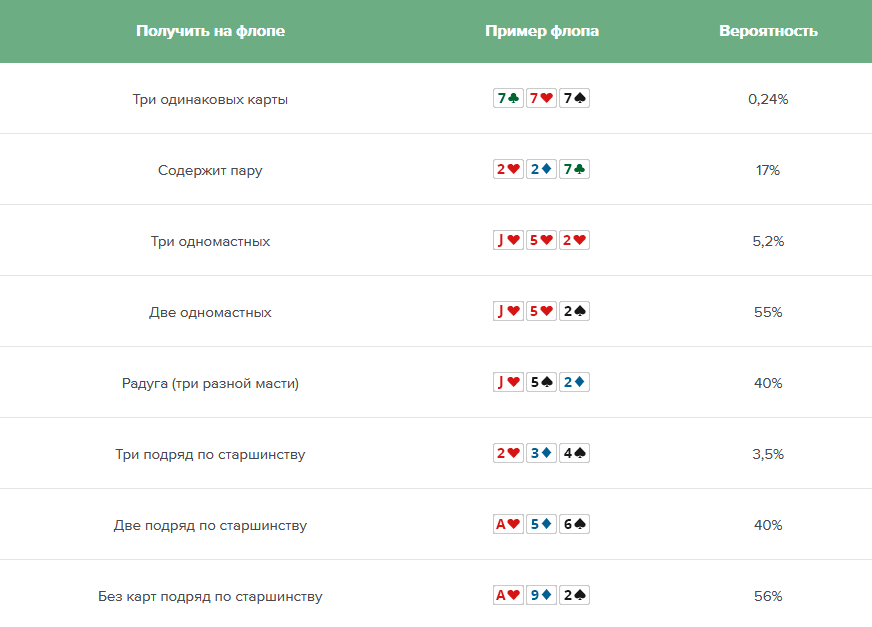 Получить на флопе Пример флопа Вероятность
Три одинаковых карты 7♣ 7♥ 7♠ 0,24%
Содержит пару 2♥ 2♦ 7♣ 17%
Три одномастных J♥ 5♥ 2♥ 5,2%
Две одномастных J♥ 5♥ 2♠ 55%
Радуга (три разной масти) J♥ 5♠ 2♦ 40%
Три подряд по старшинству 2♥ 3♦ 4♠ 3,5%
Две подряд по старшинству A♥ 5♦ 6♠ 40%
Без карт подряд по старшинству A♥ 9♦ 2♠ 56%